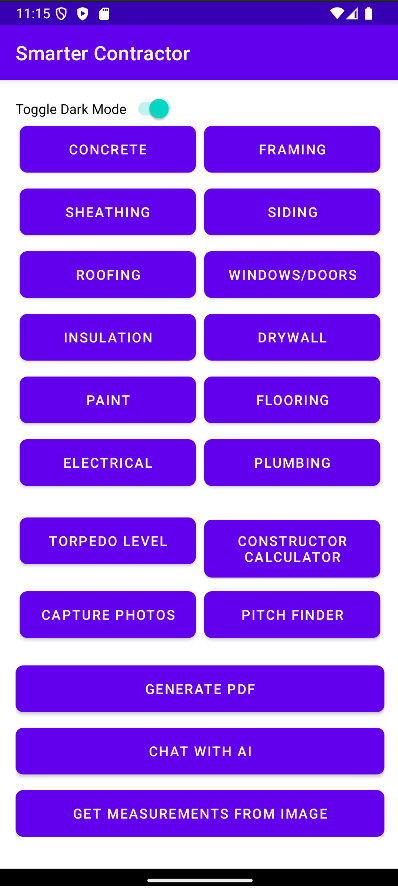 11:15
Smarter Contractor
Toggle Dark Mode
CONCRETE
FRAMING
SHEATHING
SIDING
ROOFING
WINDOWS/DOORS
INSULATION
DRYWALL
PAINT
FLOORING
ELECTRICAL
PLUMBING
TORPEDO LEVEL
CONSTRUCTOR
CALCULATOR
CAPTURE PHOTOS
PITCH FINDER
GENERATE PDF
CHAT WITH AI
GET MEASUREMENTS FROM IMAGE